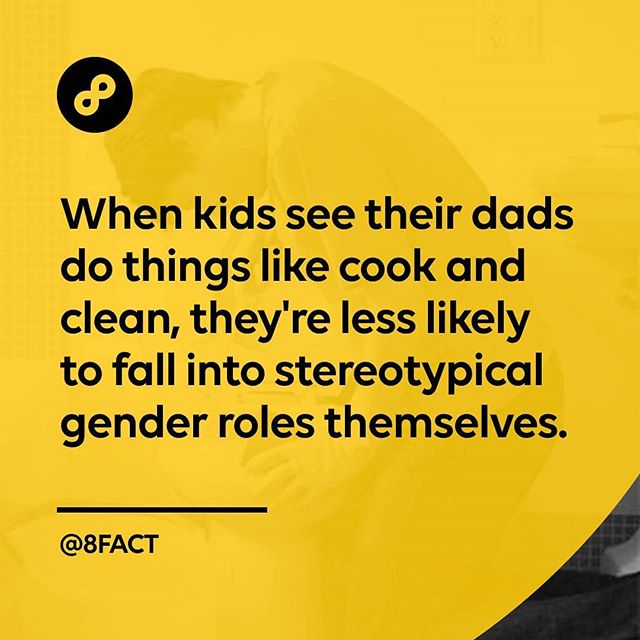 When kids see their dads
do things like cook and
clean, they're less likely
to fall into stereotypical
gender roles themselves.
@8FACT